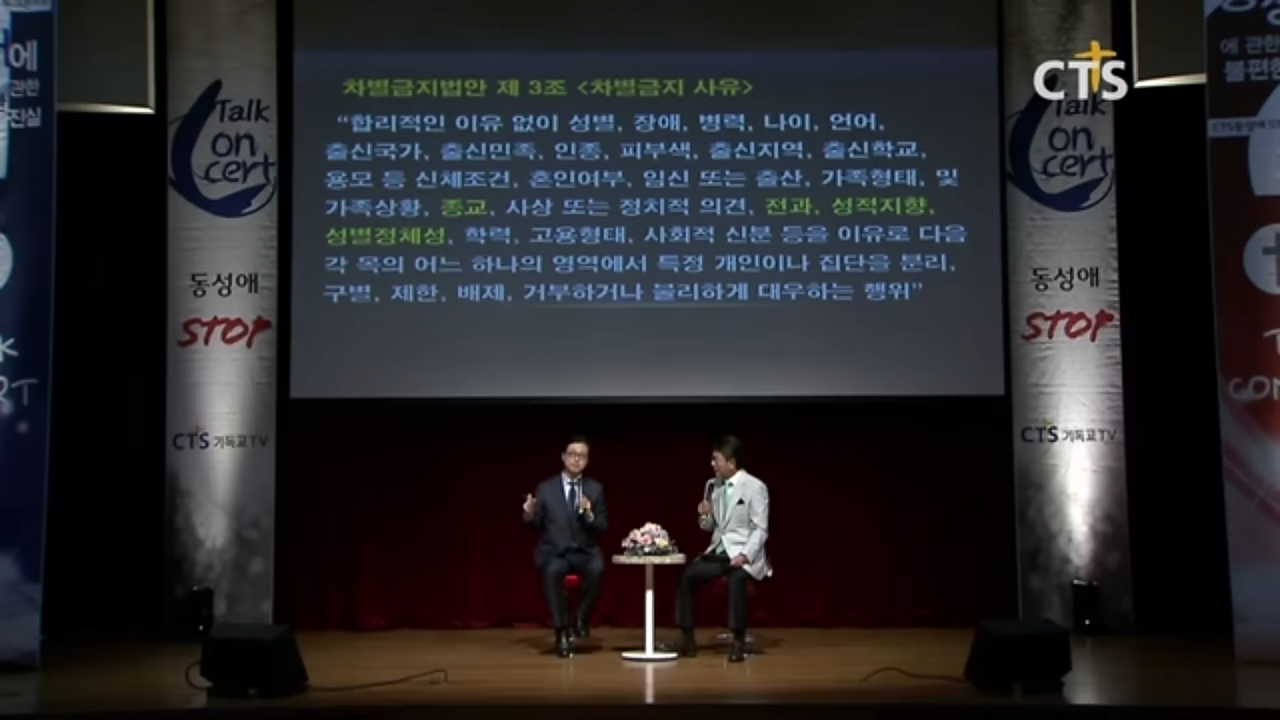 차별금지법안 제 3조 <차별금지 사유>
“합리적인 이유 없이 성별, 장애, 병력, 나이, 언어,
출신국가, 출신민족, 인종, 피부색, 출신지역, 출신학교,
용모 등 신체조건, 혼인여부, 임신 또는 출산, 가족형태, 및
가족상황, 종교, 사상 또는 정치적 의견, 전과, 성적지향,
성별정체성, 학력, 고용형태, 사회적 신분 등을 이유로 다음
각 목의 어느 하나의 영역에서 특정 개인이나 집단을 분리,
구별, 제한, 배제, 거부하거나 불리하게 대우하는 행위”
CTS
에
관한
진실
Talk
on
cert
동성애
STOP
CTS 기독교TV
Talk
on
cert
동성애
STOP
CTS 기독교TV
에 관한